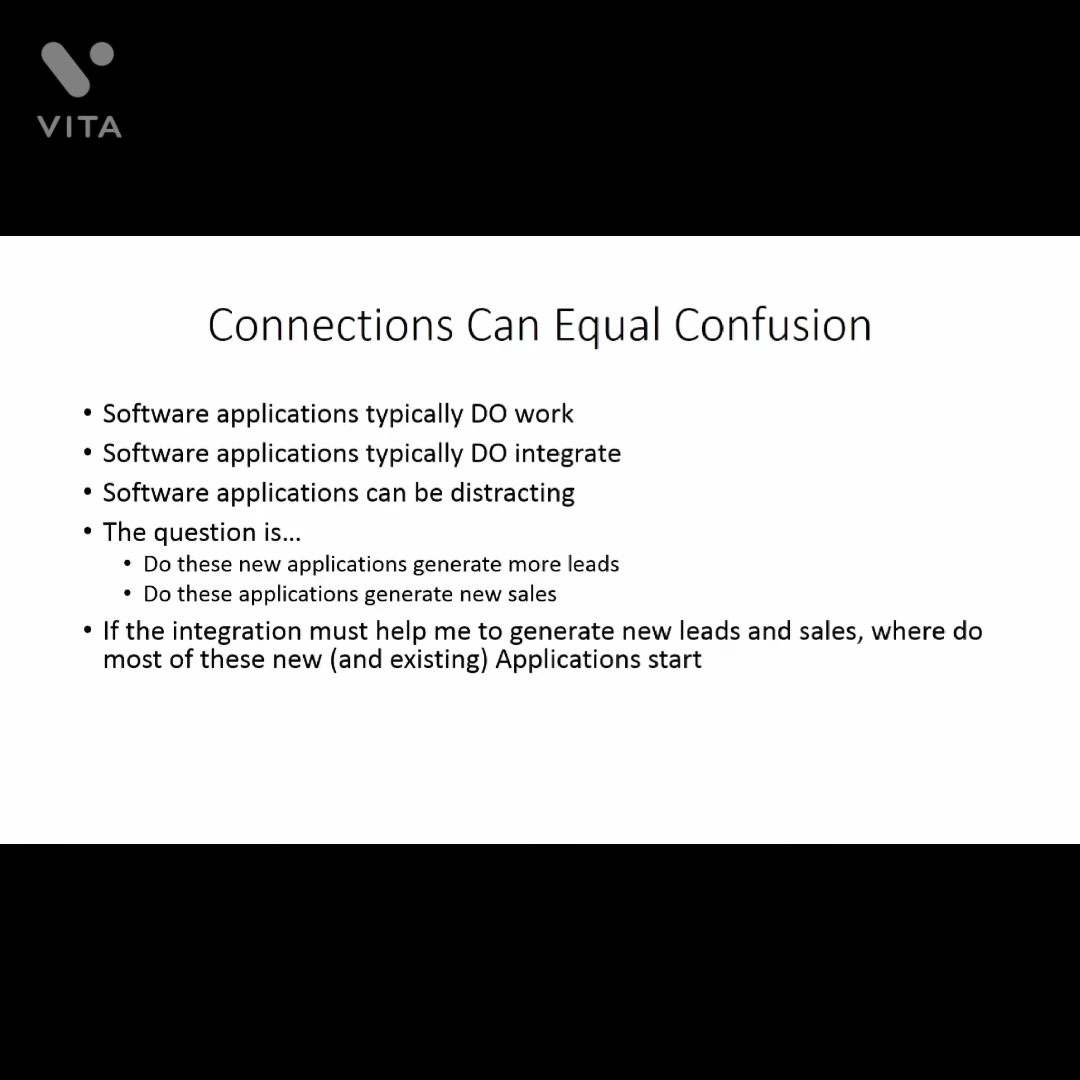 VITA
Connections Can Equal Confusion
• Software applications typically DO work
• Software applications typically DO integrate
• Software applications can be distracting
• The question is...
• Do these new applications generate more leads
• Do these applications generate new sales
• If the integration must help me to generate new leads and sales, where do
most of these new (and existing) Applications start